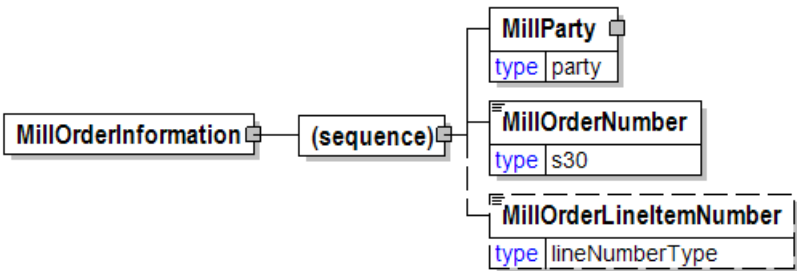 MillOrderInformation
(sequence)
MillParty
type party
MillOrderNumber
type s30
MillOrderLineItemNumber
type lineNumberType